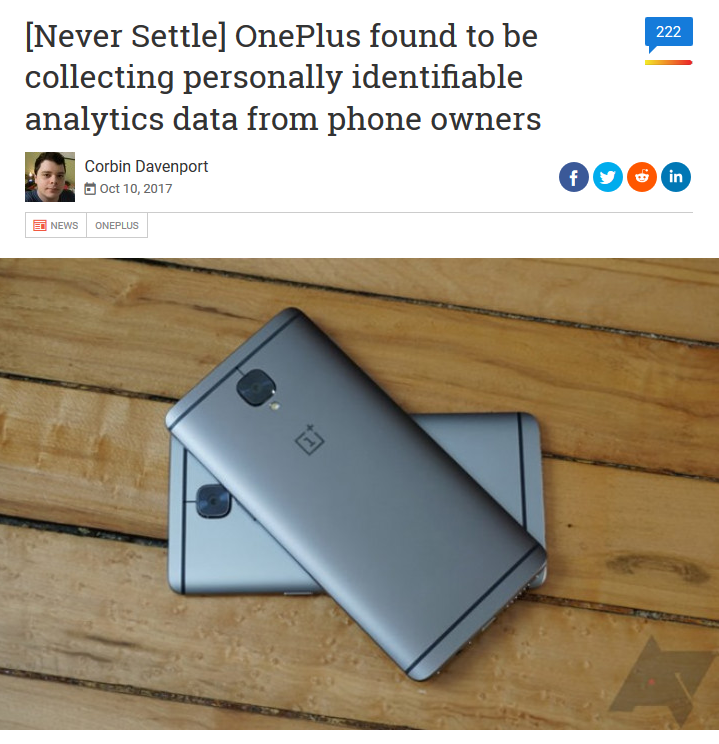 [Never Settle] OnePlus found to be
collecting personally identifiable
analytics data from phone owners
222
Corbin Davenport
Oct 10, 2017
NEWS
ONEPLUS